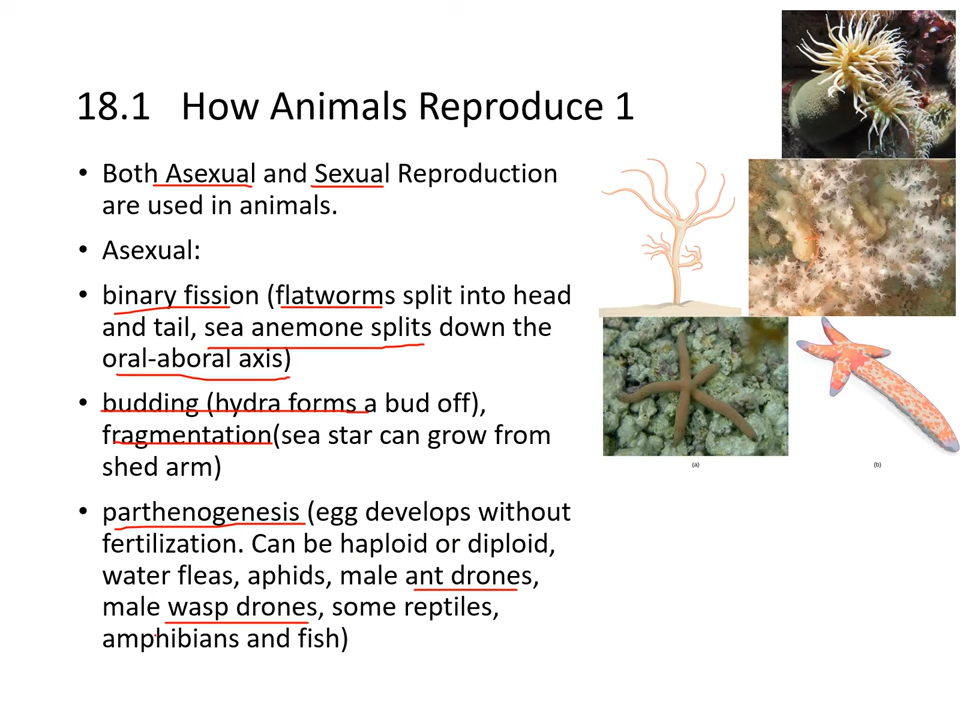 18.1 How Animals Reproduce 1
• Both Asexual and Sexual Reproduction
are used in animals.
• Asexual:
• binary fission (flatworms split into head
and tail, sea anemone splits down the
oral-aboral axis)
• budding (hydra forms a bud off),
fragmentation(sea star can grow from
shed arm)
• parthenogenesis (egg develops without
fertilization. Can be haploid or diploid,
water fleas, aphids, male ant drones,
male wasp drones, some reptiles,
amphibians and fish)
(a)
(b)